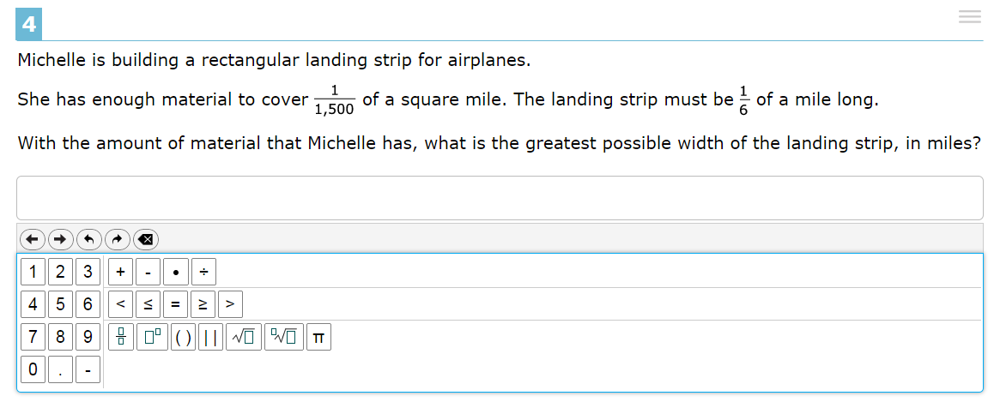 4
Michelle is building a rectangular landing strip for airplanes.
She has enough material to cover 1/1,500 of a square mile. The landing strip must be 1/6 of a mile long.
With the amount of material that Michelle has, what is the greatest possible width of the landing strip, in miles?
1 2 3 + - • ÷
4 5 6 < ≤ = ≥ >
7 8 9 ▯/▯ ▯^▯ ( ) | | √▯ ▯√▯ π
0 . -